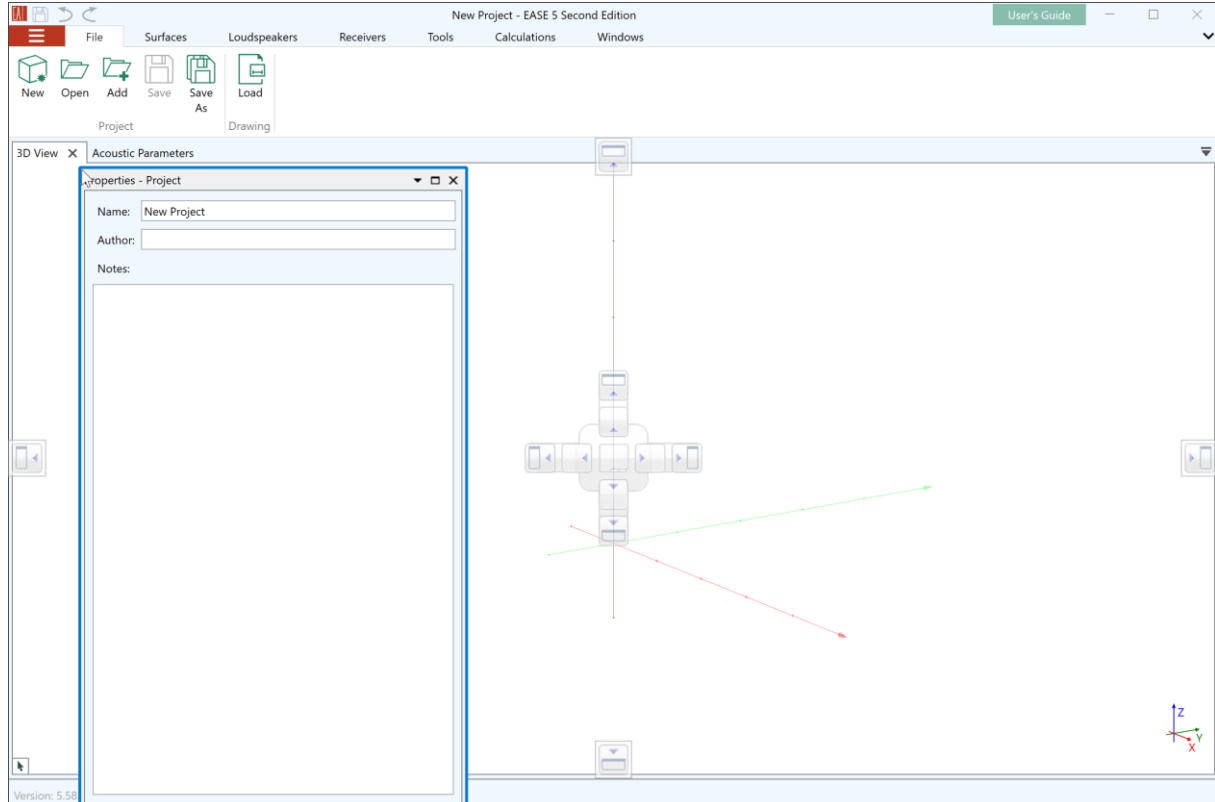 New Project - EASE 5 Second Edition
User's Guide
File Surfaces Loudspeakers Receivers Tools Calculations Windows
New Open Add Save Save As Load
Project Drawing
3D View Acoustic Parameters
Properties - Project
Name: New Project
Author:
Notes:
Z
Y
X
Version: 5.58